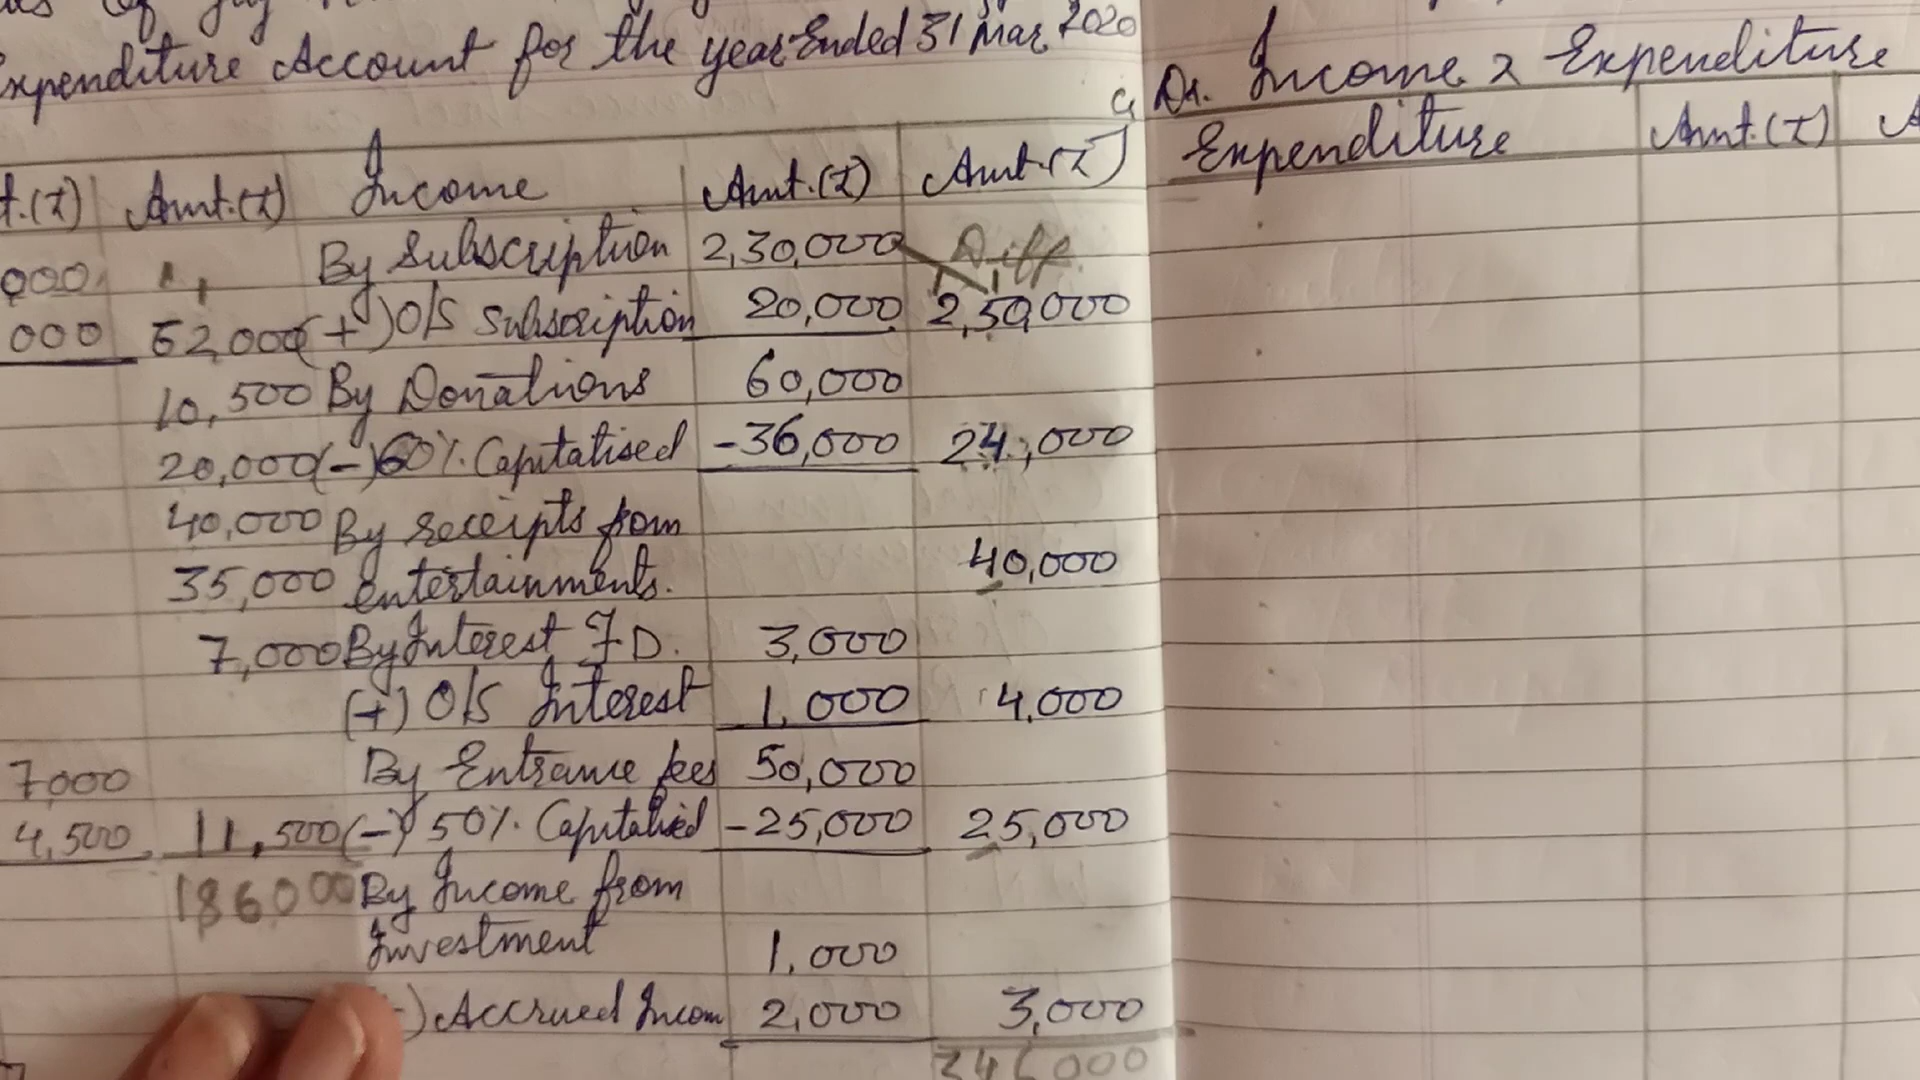 Expenditure Account for the year Ended 31 Mar 2020
Dr. Income & Expenditure
Expenditure Amt.(₹)
t.(₹) Amt.(₹) Income Amt.(₹) Amt.(₹)
000 By Subscription 2,30,000 Diff.
000 52,000 (+) O/S Subscription 20,000 2,50,000
10,500 By Donations 60,000
20,000 (-) 60% Capitalised -36,000 24,000
40,000 By receipts from
35,000 entertainments. 40,000
7,000 By Interest F D. 3,000
(+) O/S Interest 1,000 4,000
7,000 By Entrance fees 50,000
4,500 11,500 (-) 50% Capitalised -25,000 25,000
186000 By Income from
Investment 1,000
) Accrued Incom 2,000 3,000
346000